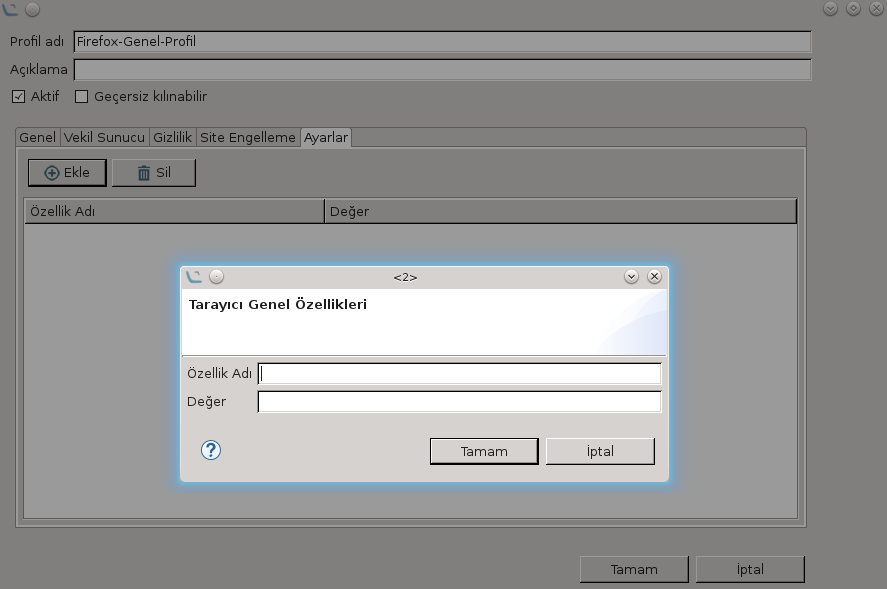 Profil adı Firefox-Genel-Profil
Açıklama
Aktif Geçersiz kılınabilir
Genel Vekil Sunucu Gizlilik Site Engelleme Ayarlar
Ekle Sil
Özellik Adı Değer
<2>
Tarayıcı Genel Özellikleri
Özellik Adı
Değer
? Tamam İptal
Tamam İptal